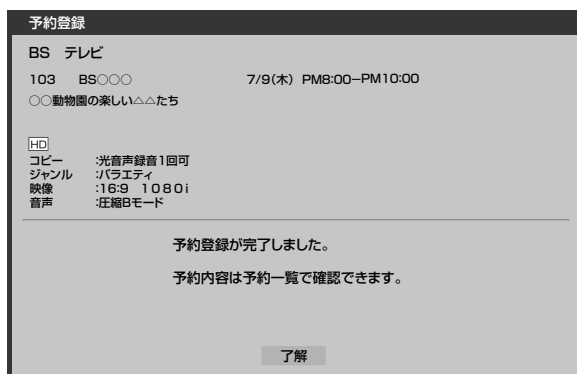 予約登録
BS テレビ
103 BS○○○ 7/9(木) PM8:00−PM10:00
○○動物園の楽しい△△たち
HD
コピー :光音声録音1回可
ジャンル :バラエティ
映像 :16:9 1080i
音声 :圧縮Bモード
予約登録が完了しました。
予約内容は予約一覧で確認できます。
了解